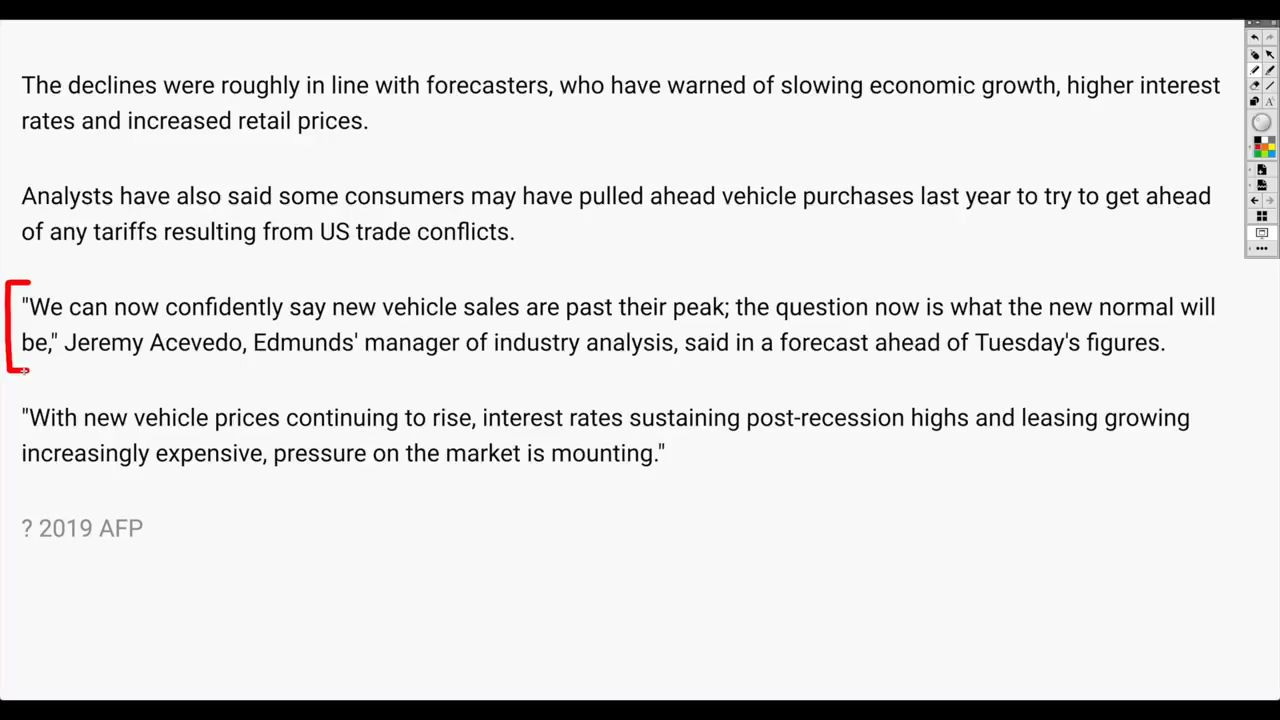 The declines were roughly in line with forecasters, who have warned of slowing economic growth, higher interest
rates and increased retail prices.
Analysts have also said some consumers may have pulled ahead vehicle purchases last year to try to get ahead
of any tariffs resulting from US trade conflicts.
"We can now confidently say new vehicle sales are past their peak; the question now is what the new normal will
be," Jeremy Acevedo, Edmunds' manager of industry analysis, said in a forecast ahead of Tuesday's figures.
"With new vehicle prices continuing to rise, interest rates sustaining post-recession highs and leasing growing
increasingly expensive, pressure on the market is mounting."
? 2019 AFP